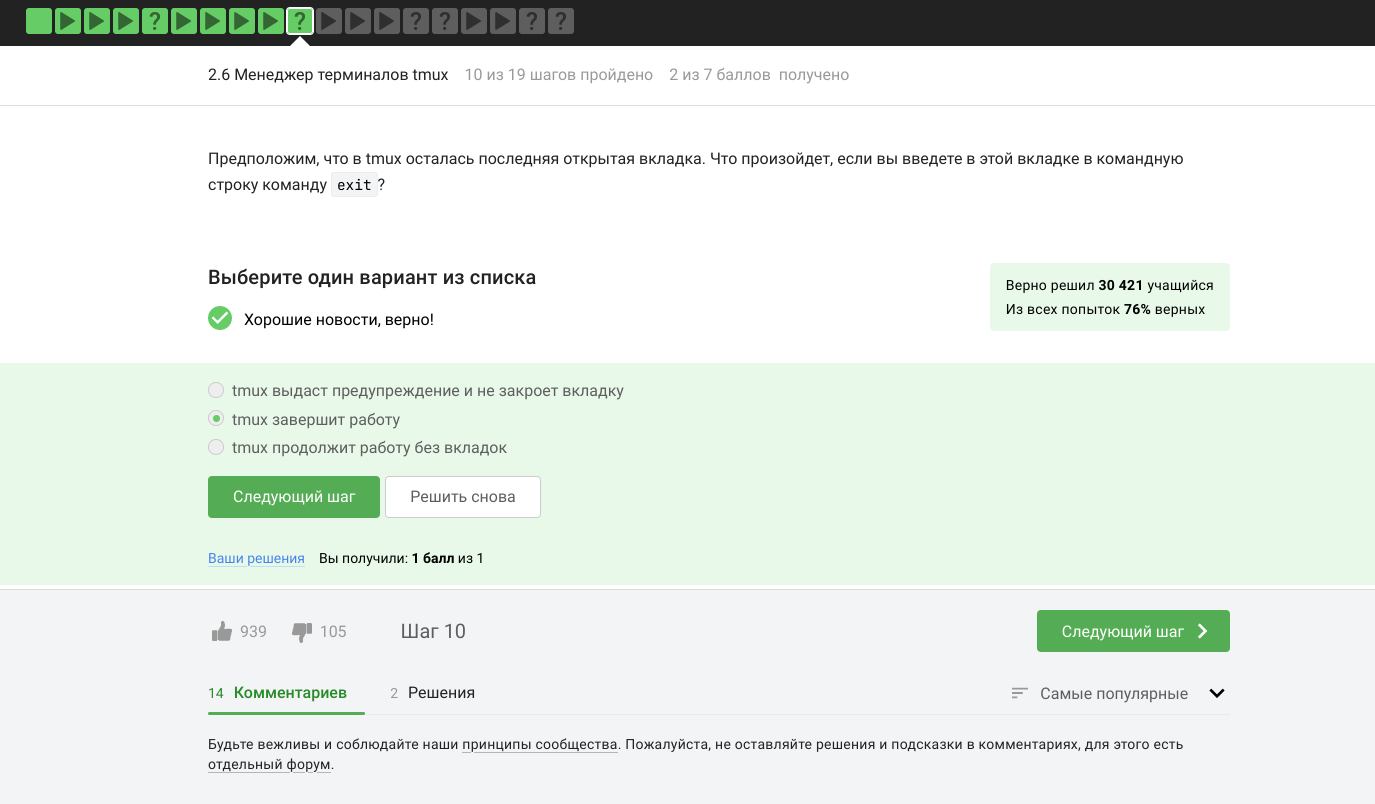 ? ? ? ? ? ?
2.6 Менеджер терминалов tmux 10 из 19 шагов пройдено 2 из 7 баллов получено
Предположим, что в tmux осталась последняя открытая вкладка. Что произойдет, если вы введете в этой вкладке в командную
строку команду exit ?
Выберите один вариант из списка
Хорошие новости, верно!
Верно решил 30 421 учащийся
Из всех попыток 76% верных
tmux выдаст предупреждение и не закроет вкладку
tmux завершит работу
tmux продолжит работу без вкладок
Следующий шаг Решить снова
Ваши решения Вы получили: 1 балл из 1
939 105 Шаг 10 Следующий шаг
14 Комментариев 2 Решения Самые популярные
Будьте вежливы и соблюдайте наши принципы сообщества. Пожалуйста, не оставляйте решения и подсказки в комментариях, для этого есть
отдельный форум.